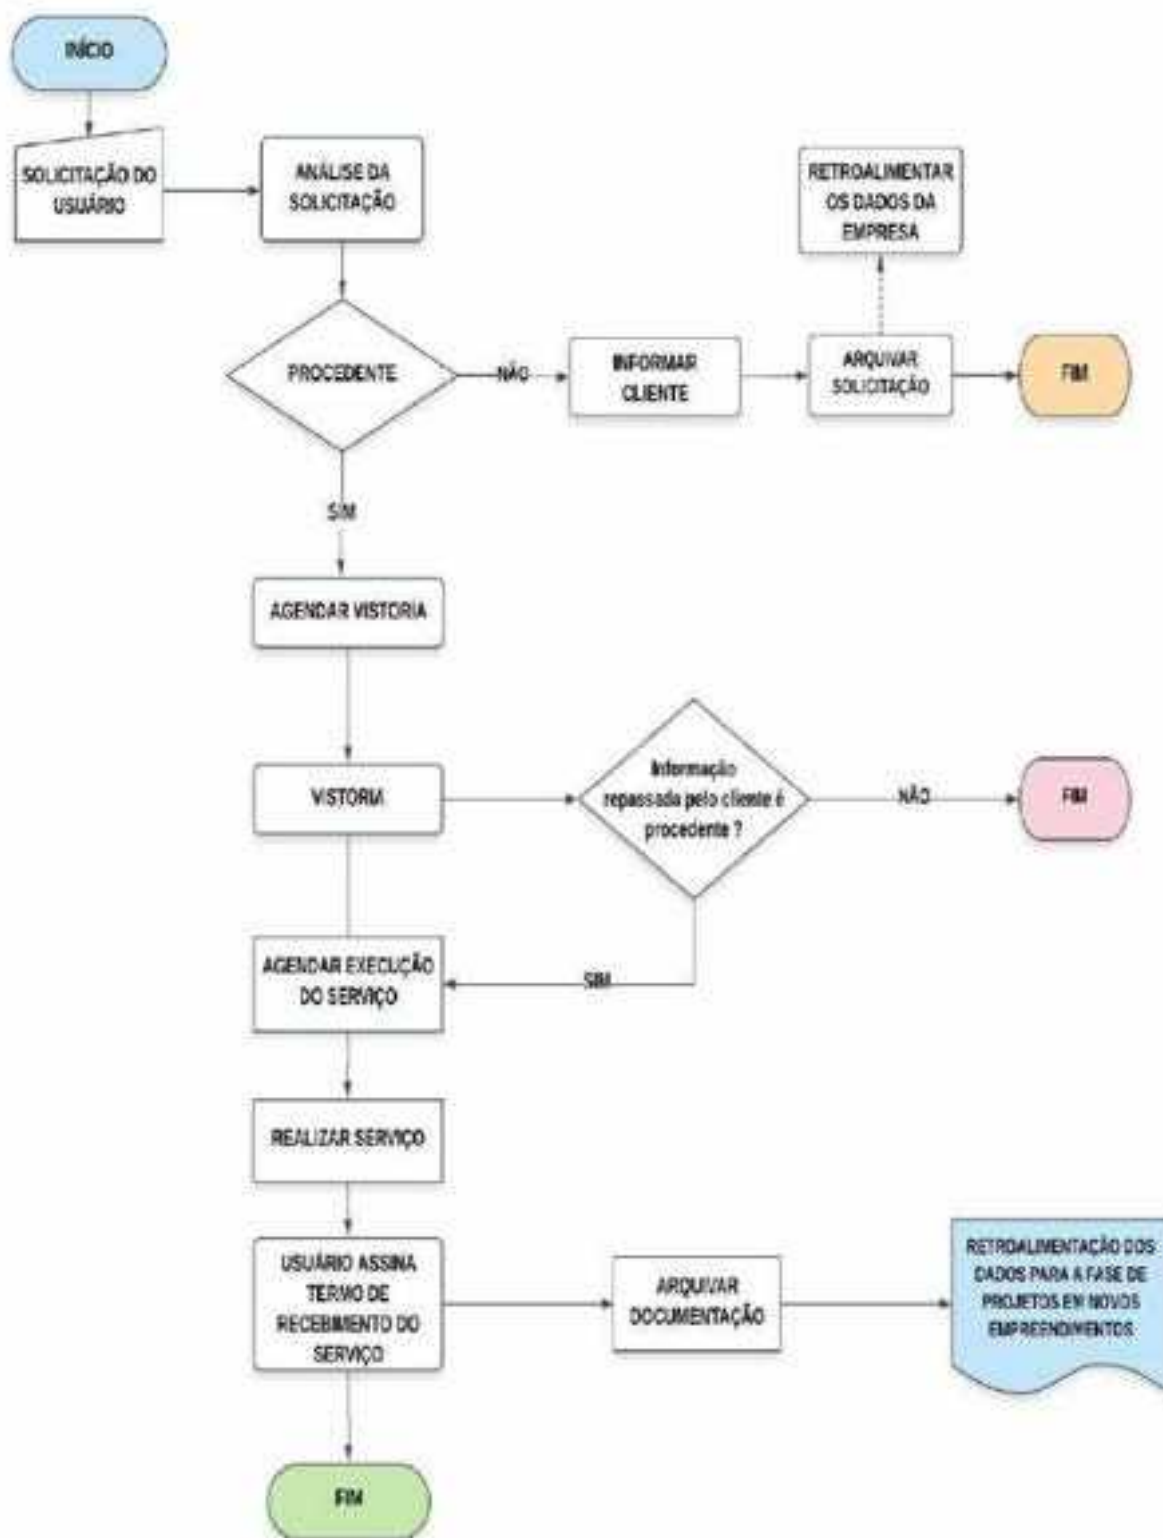 INÍCIO
SOLICITAÇÃO DO
USUÁRIO
ANÁLISE DA
SOLICITAÇÃO
RETROALIMENTAR
OS DADOS DA
EMPRESA
PROCEDENTE
NÃO
INFORMAR
CLIENTE
ARQUIVAR
SOLICITAÇÃO
FIM
SIM
AGENDAR VISTORIA
VISTORIA
Informação
repassada pelo cliente é
procedente ?
NÃO
FIM
AGENDAR EXECUÇÃO
DO SERVIÇO
SIM
REALIZAR SERVIÇO
USUÁRIO ASSINA
TERMO DE
RECEBIMENTO DO
SERVIÇO
ARQUIVAR
DOCUMENTAÇÃO
RETROALIMENTAÇÃO DOS
DADOS PARA A FASE DE
PROJETOS EM NOVOS
EMPREENDIMENTOS
FIM